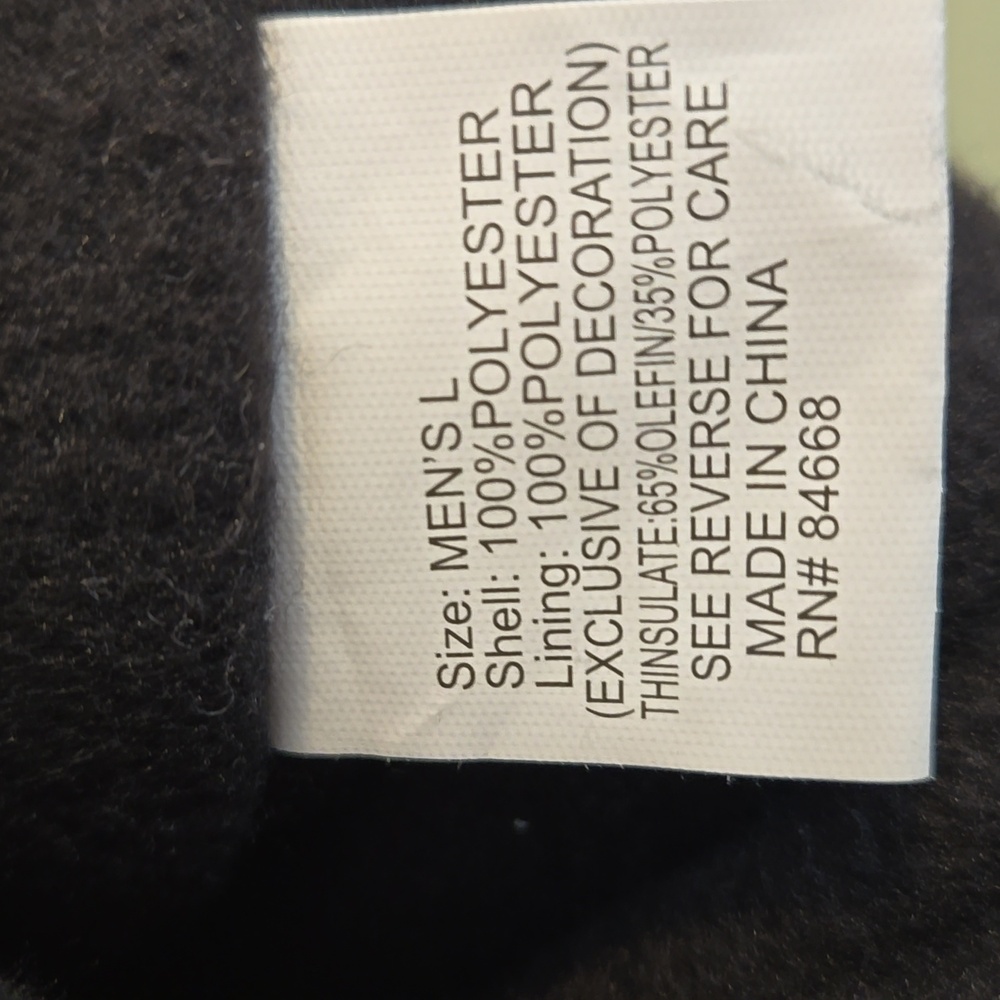 Size: MEN'S L
Shell: 100%POLYESTER
Lining: 100%POLYESTER
(EXCLUSIVE OF DECORATION)
THINSULATE:65%OLEFIN/35%POLYESTER
SEE REVERSE FOR CARE
MADE IN CHINA
RN# 84668